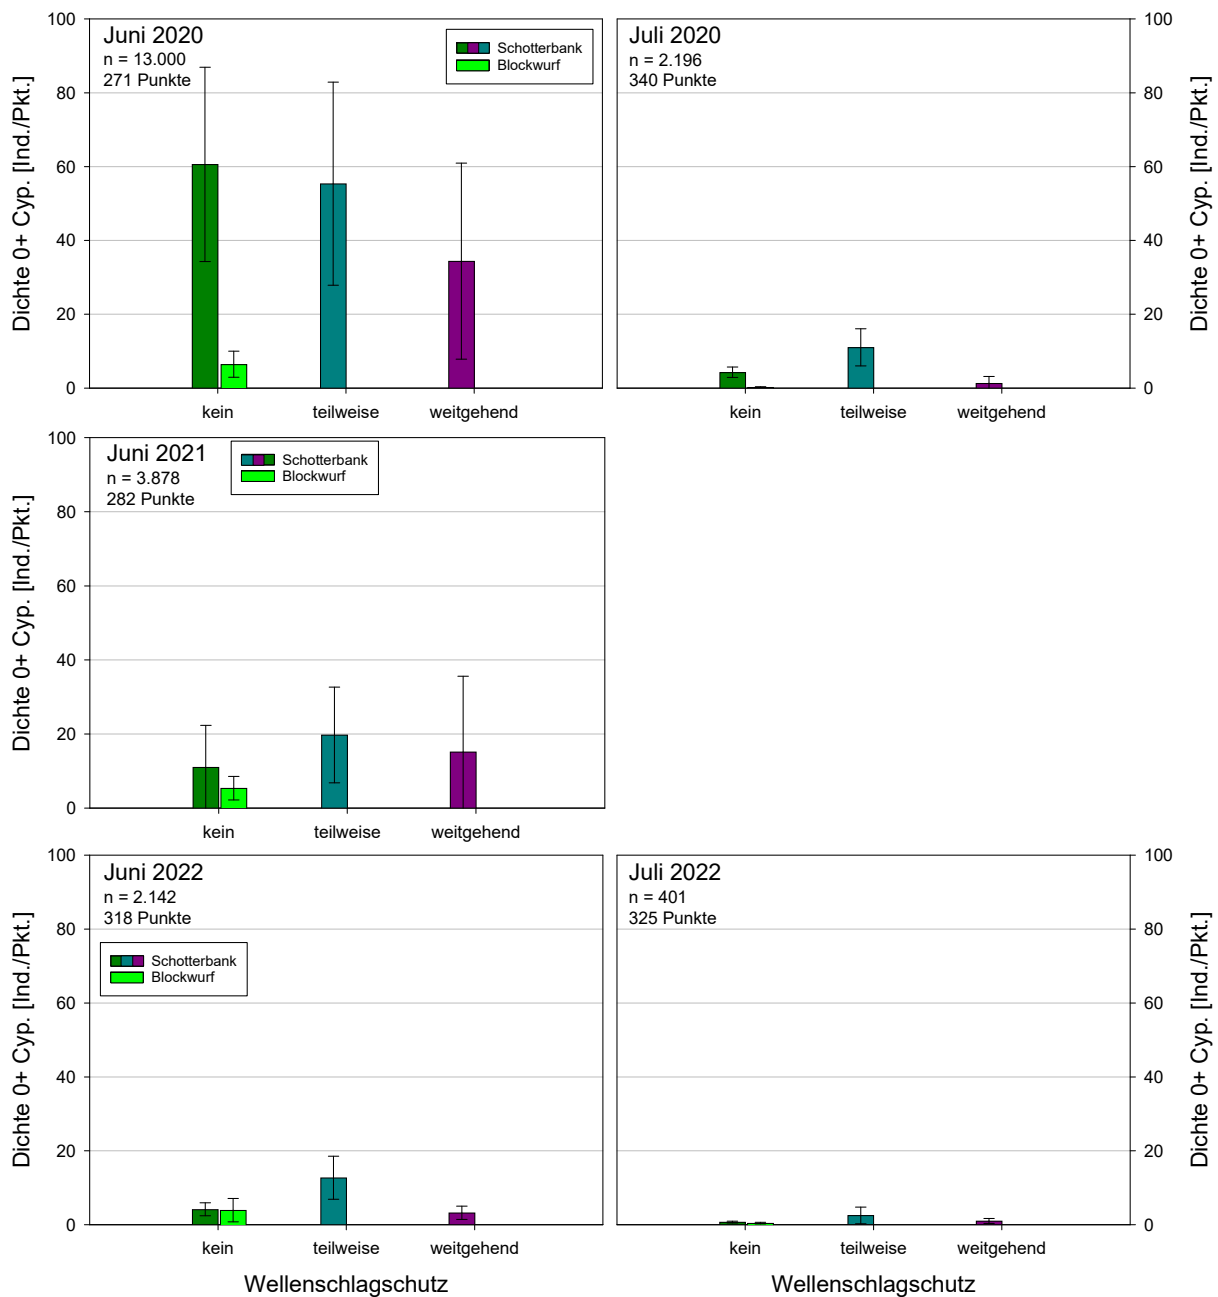 Juni 2020
n = 13.000
271 Punkte
Schotterbank
Blockwurf
Dichte 0+ Cyp. [Ind./Pkt.]
100
80
60
40
20
0
kein teilweise weitgehend
Juli 2020
n = 2.196
340 Punkte
100
80
60
40
20
0
Dichte 0+ Cyp. [Ind./Pkt.]
kein teilweise weitgehend
Juni 2021
n = 3.878
282 Punkte
Schotterbank
Blockwurf
Dichte 0+ Cyp. [Ind./Pkt.]
100
80
60
40
20
0
kein teilweise weitgehend
Juni 2022
n = 2.142
318 Punkte
Schotterbank
Blockwurf
Dichte 0+ Cyp. [Ind./Pkt.]
100
80
60
40
20
0
kein teilweise weitgehend
Wellenschlagschutz
Juli 2022
n = 401
325 Punkte
100
80
60
40
20
0
Dichte 0+ Cyp. [Ind./Pkt.]
kein teilweise weitgehend
Wellenschlagschutz